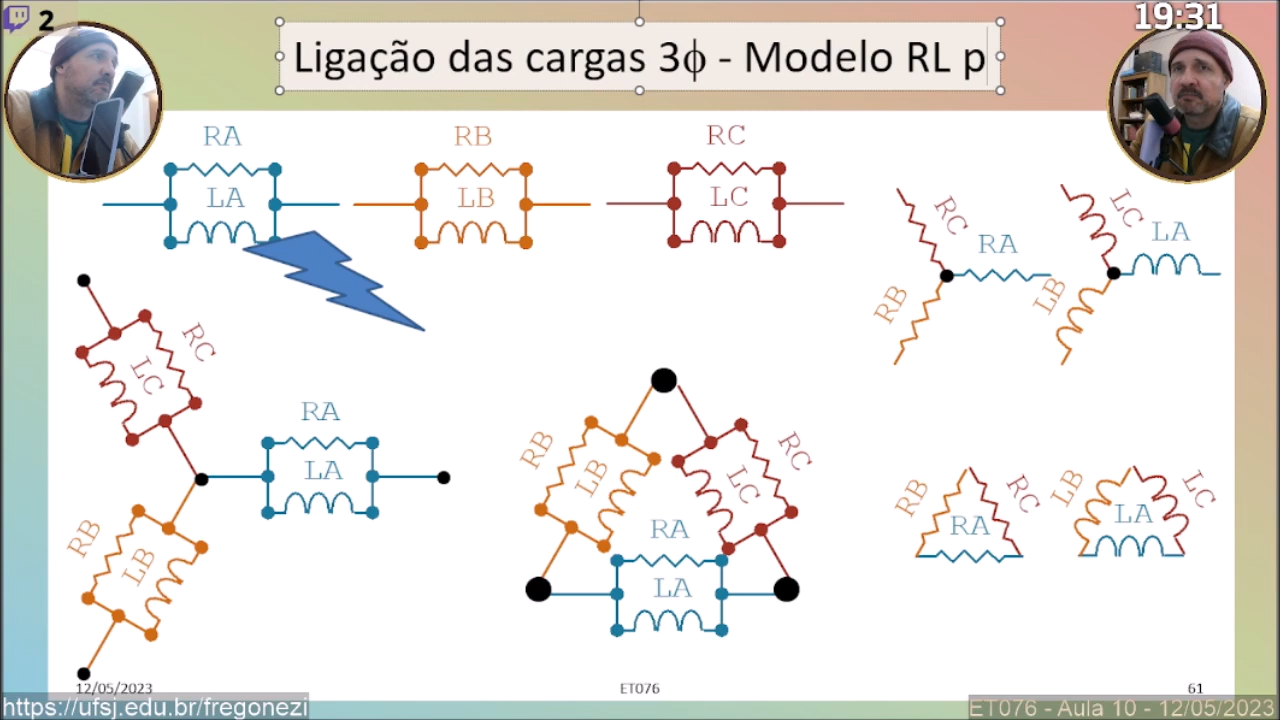 2
19:31
Ligação das cargas 3ϕ - Modelo RL p
RA
LA
RB
LB
RC
LC
RC
RA
RB
LC
LA
LB
RC
LC
RA
LA
RB
LB
RB
LB
RC
LC
RA
LA
RB
RC
RA
LB
LC
LA
12/05/2023
ET076
61
https://ufsj.edu.br/fregonezi
ET076 - Aula 10 - 12/05/2023